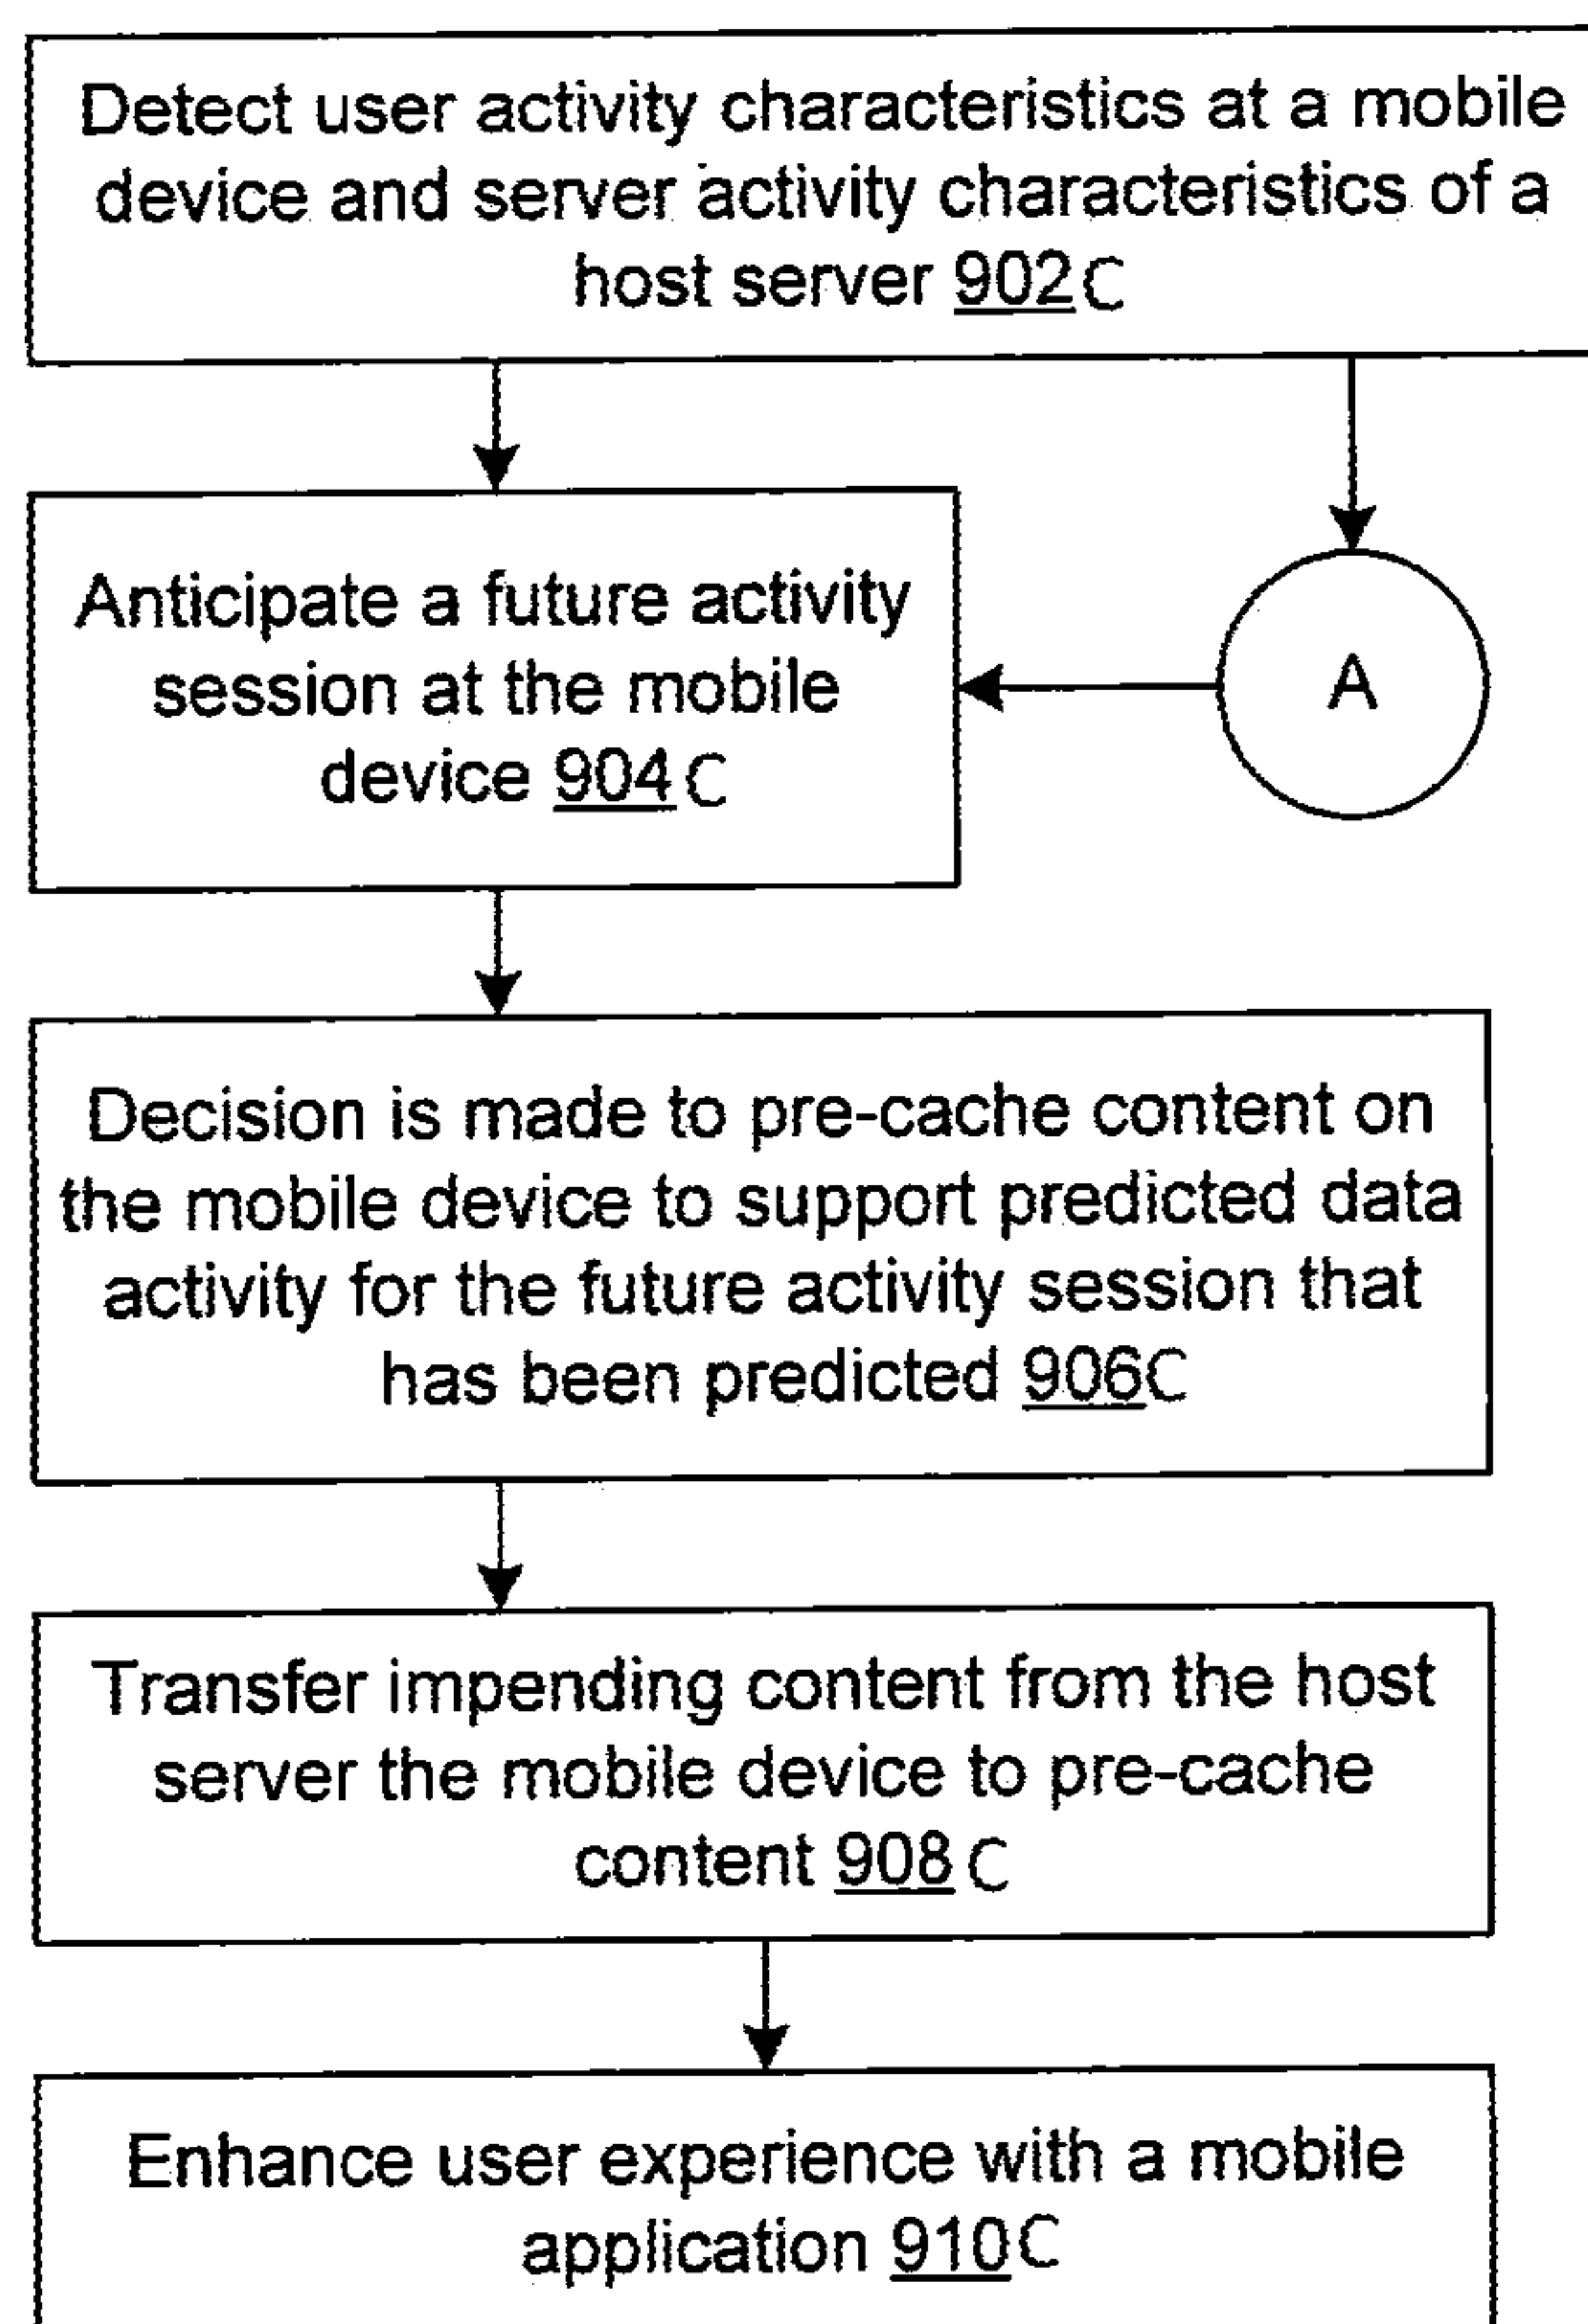 Detect user activity characteristics at a mobile
device and server activity characteristics of a
host server 902C
Anticipate a future activity
session at the mobile
device 904C
A
Decision is made to pre-cache content on
the mobile device to support predicted data
activity for the future activity session that
has been predicted 906C
Transfer impending content from the host
server the mobile device to pre-cache
content 908C
Enhance user experience with a mobile
application 910C